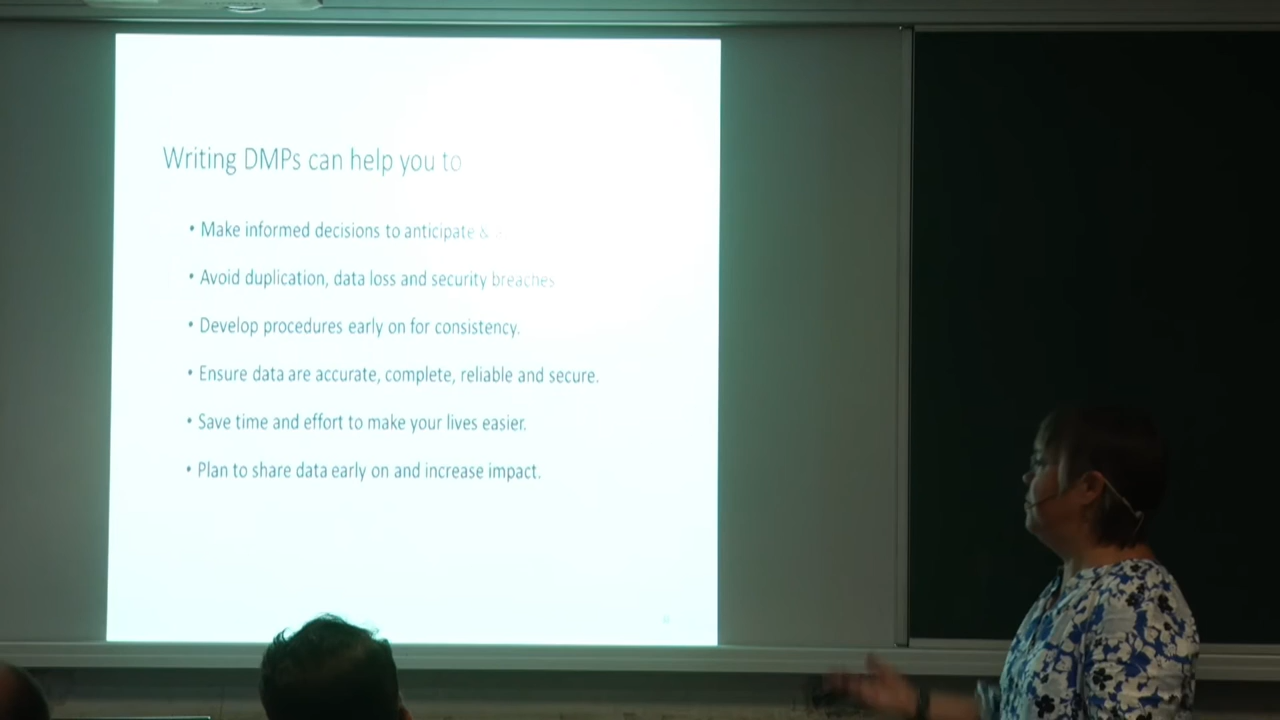 Writing DMPs can help you to
• Make informed decisions to anticipate &
• Avoid duplication, data loss and security breaches
• Develop procedures early on for consistency.
• Ensure data are accurate, complete, reliable and secure.
• Save time and effort to make your lives easier.
• Plan to share data early on and increase impact.